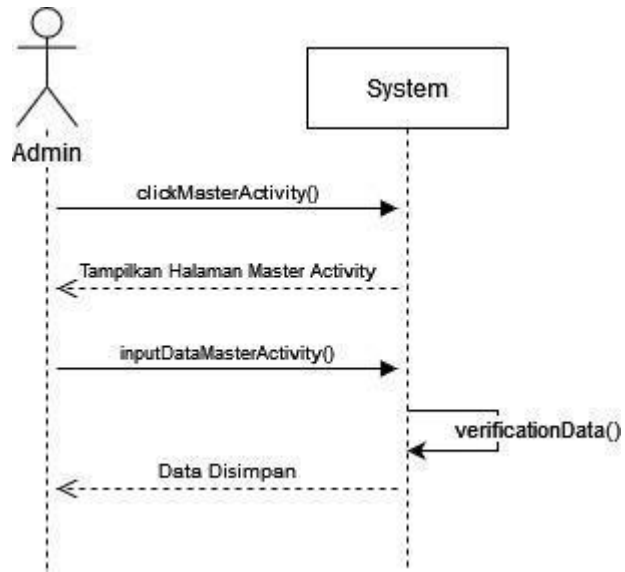 System
Admin
clickMasterActivity()
Tampilkan Halaman Master Activity
inputDataMasterActivity()
verificationData()
Data Disimpan